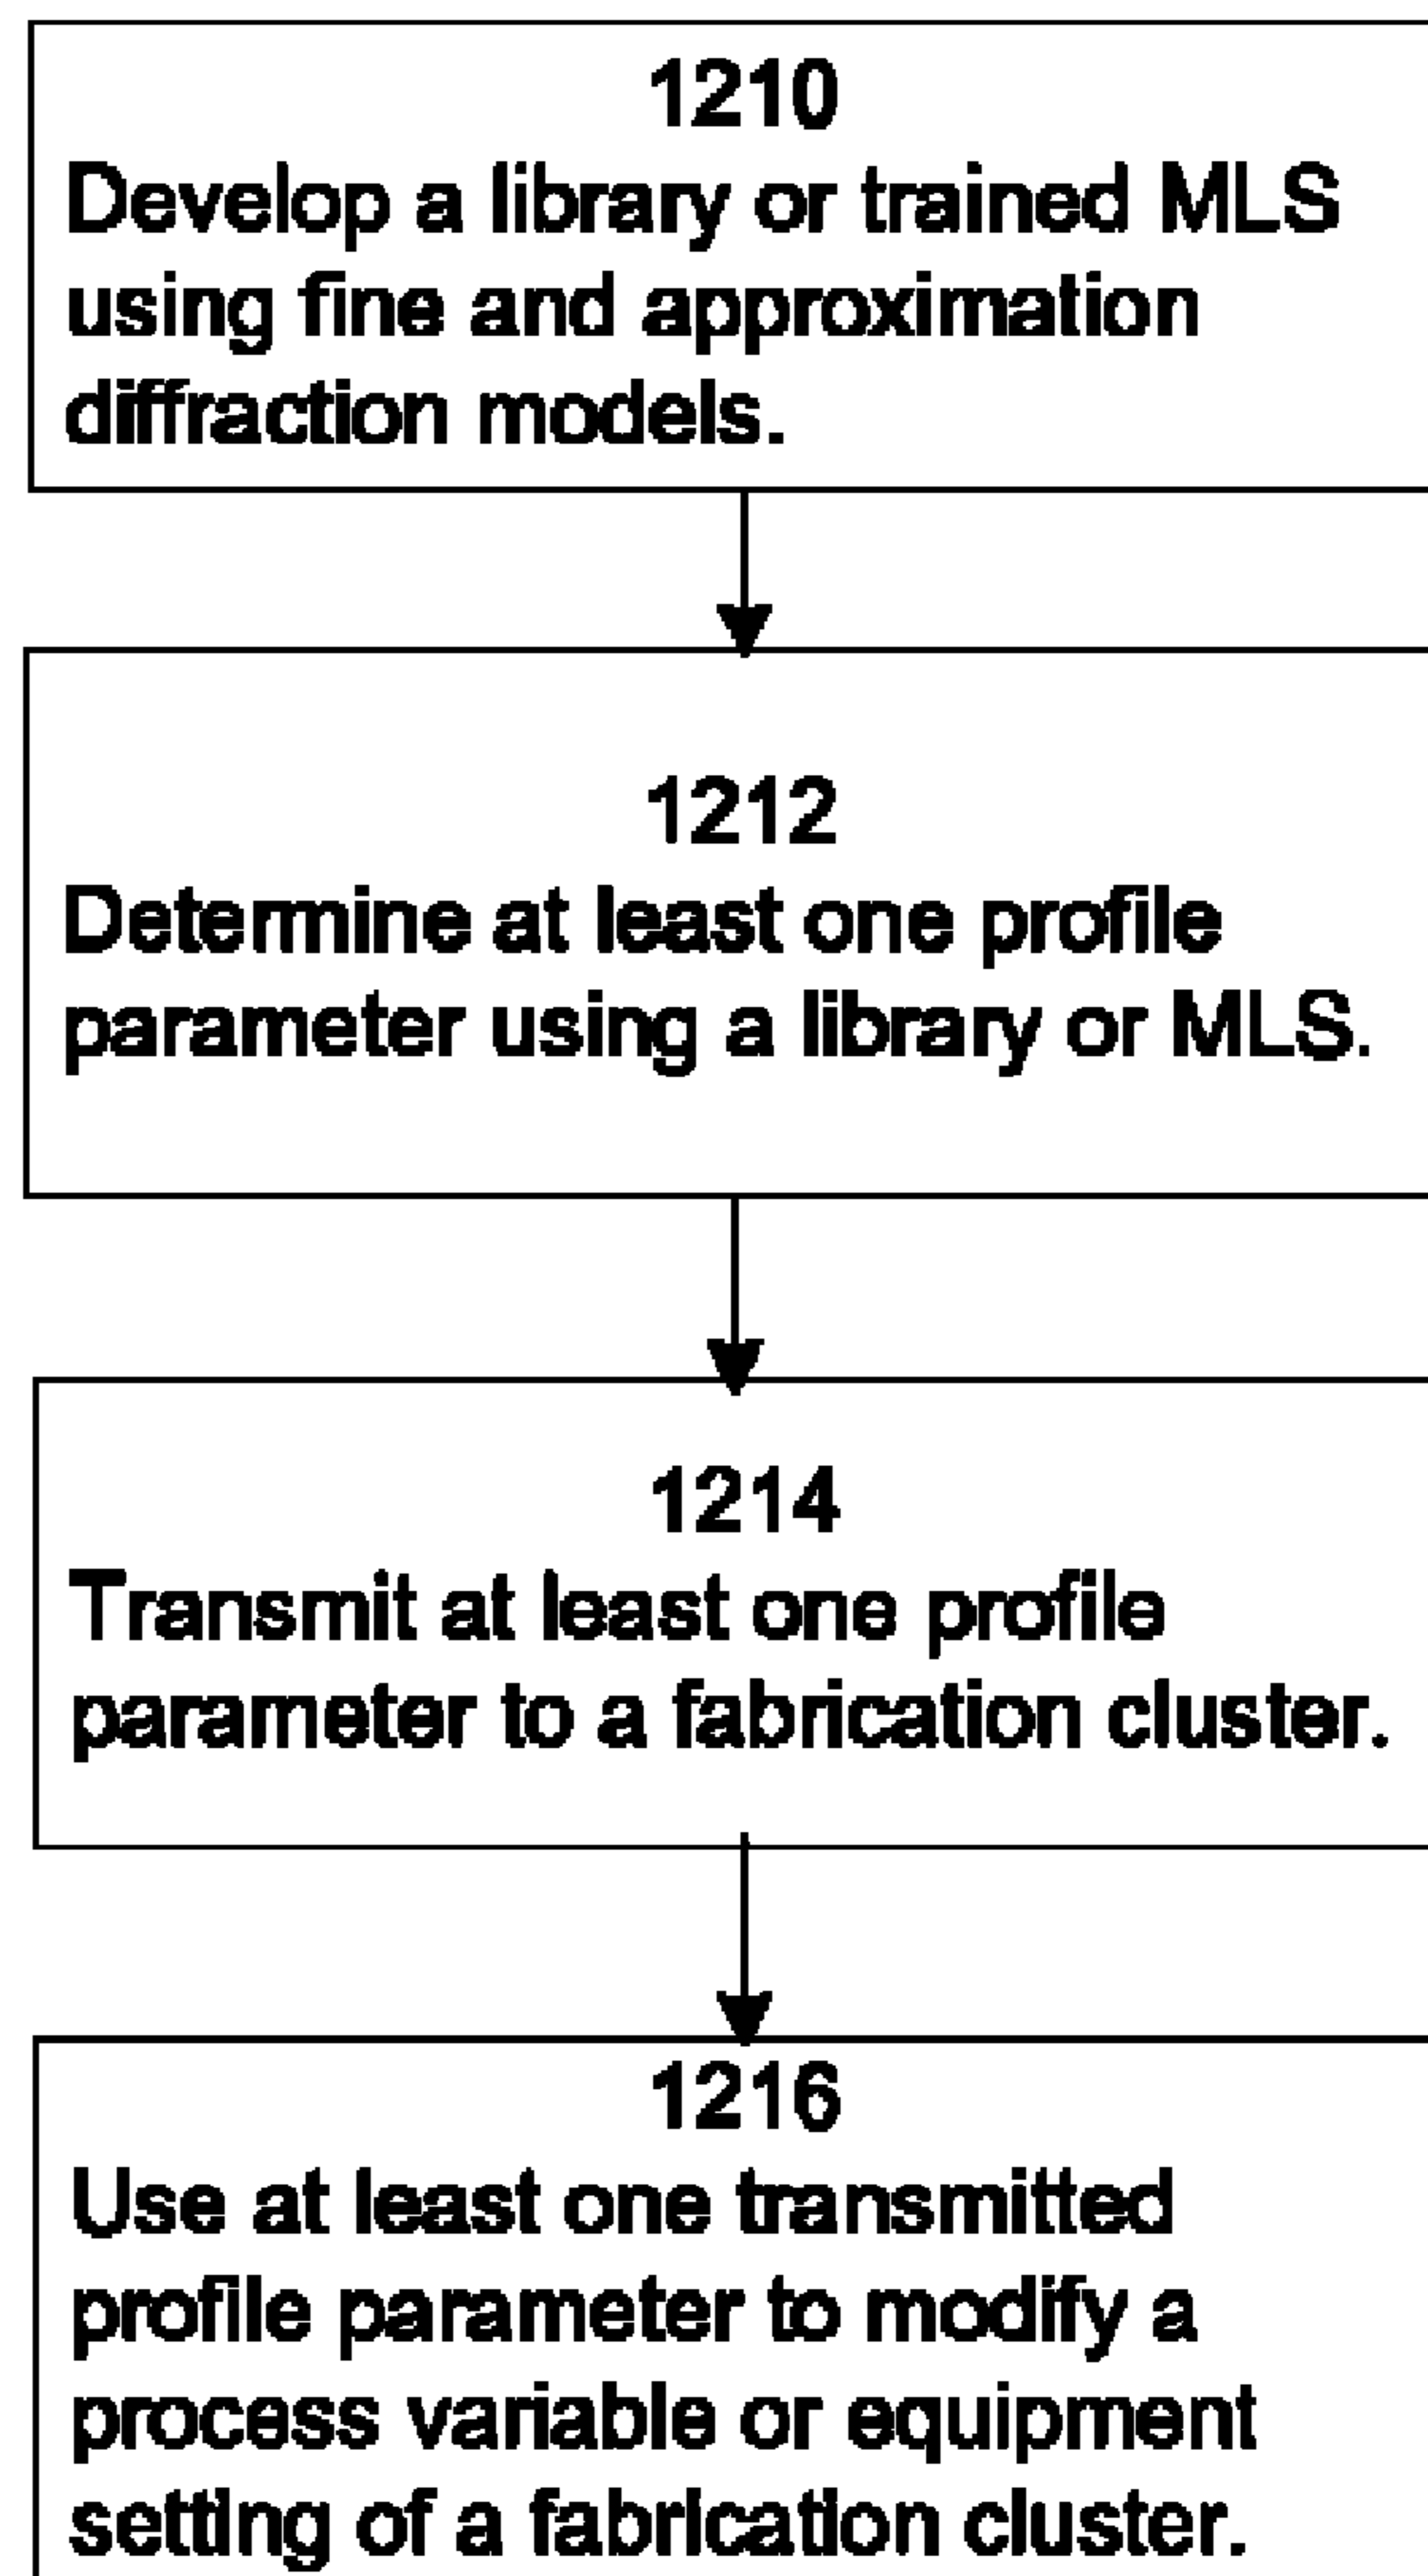 1210
Develop a library or trained MLS
using fine and approximation
diffraction models.
1212
Determine at least one profile
parameter using a library or MLS.
1214
Transmit at least one profile
parameter to a fabrication cluster.
1216
Use at least one transmitted
profile parameter to modify a
process variable or equipment
setting of a fabrication cluster.